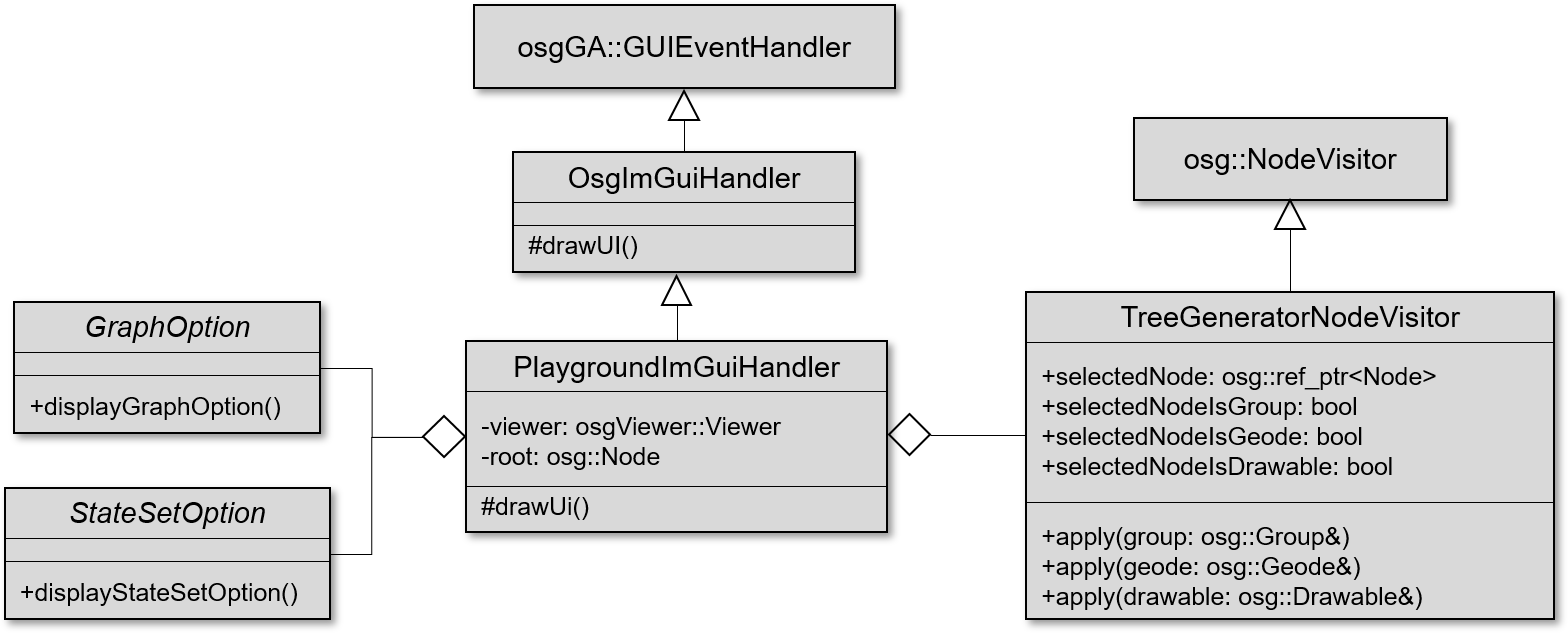 osgGA::GUIEventHandler
osg::NodeVisitor
OsgImGuiHandler
#drawUI()
GraphOption
+displayGraphOption()
StateSetOption
+displayStateSetOption()
PlaygroundImGuiHandler
-viewer: osgViewer::Viewer
-root: osg::Node
#drawUi()
TreeGeneratorNodeVisitor
+selectedNode: osg::ref_ptr<Node>
+selectedNodeIsGroup: bool
+selectedNodeIsGeode: bool
+selectedNodeIsDrawable: bool
+apply(group: osg::Group&)
+apply(geode: osg::Geode&)
+apply(drawable: osg::Drawable&)